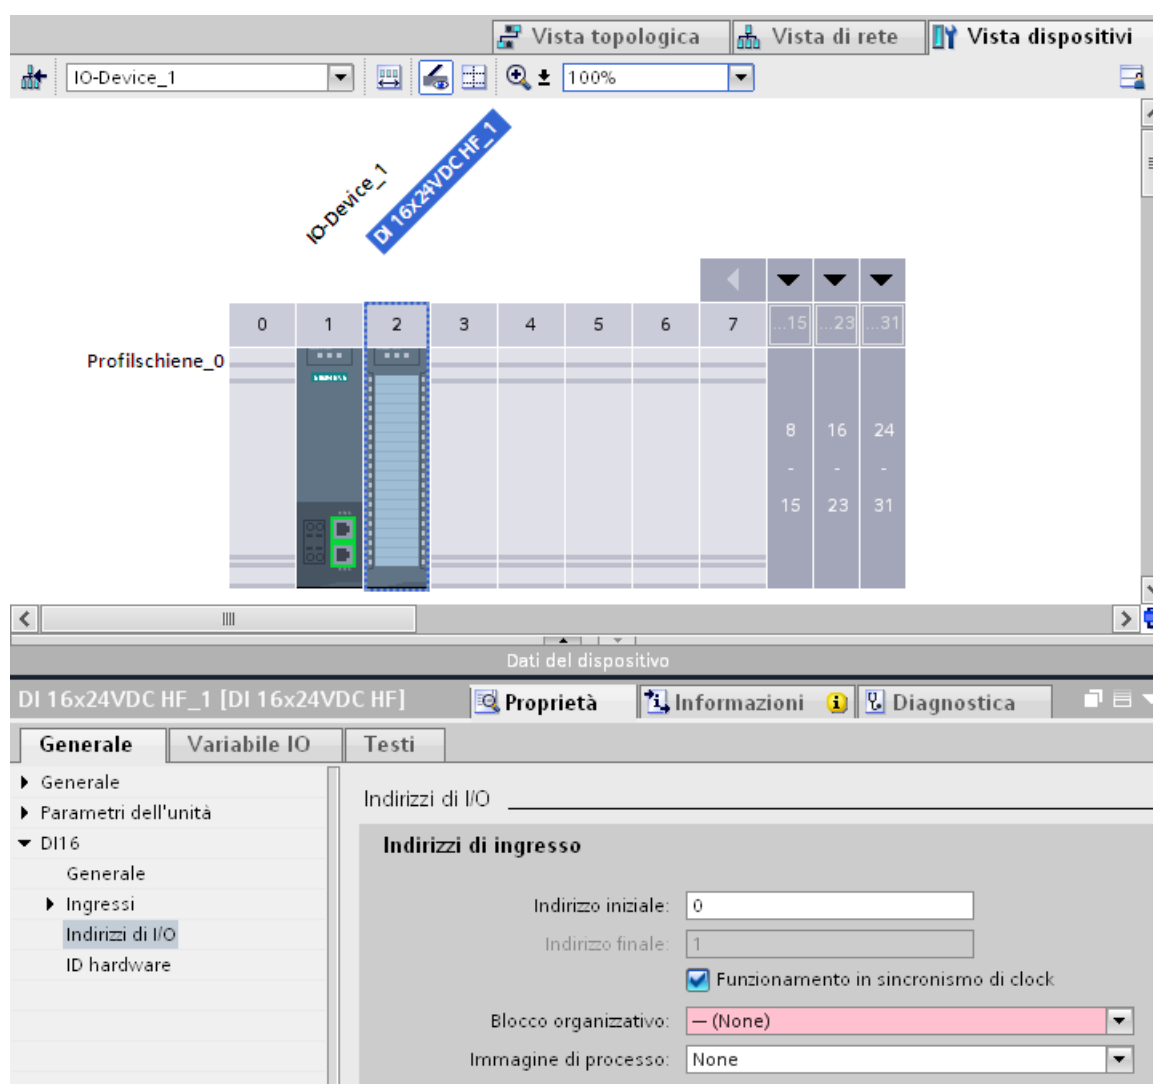 Vista topologica Vista di rete Vista dispositivi
IO-Device_1 100%
IO-Device_1
DI 16x24VDC HF_1
0 1 2 3 4 5 6 7 ...15 ...23 ...31
Profilschiene_0
SIEMENS
8 16 24
- - -
15 23 31
Dati del dispositivo
DI 16x24VDC HF_1 [DI 16x24VDC HF] Proprietà Informazioni Diagnostica
Generale Variabile IO Testi
Generale
Parametri dell'unità
DI16
Generale
Ingressi
Indirizzi di I/O
ID hardware
Indirizzi di I/O
Indirizzi di ingresso
Indirizzo iniziale: 0
Indirizzo finale: 1
Funzionamento in sincronismo di clock
Blocco organizzativo: — (None)
Immagine di processo: None